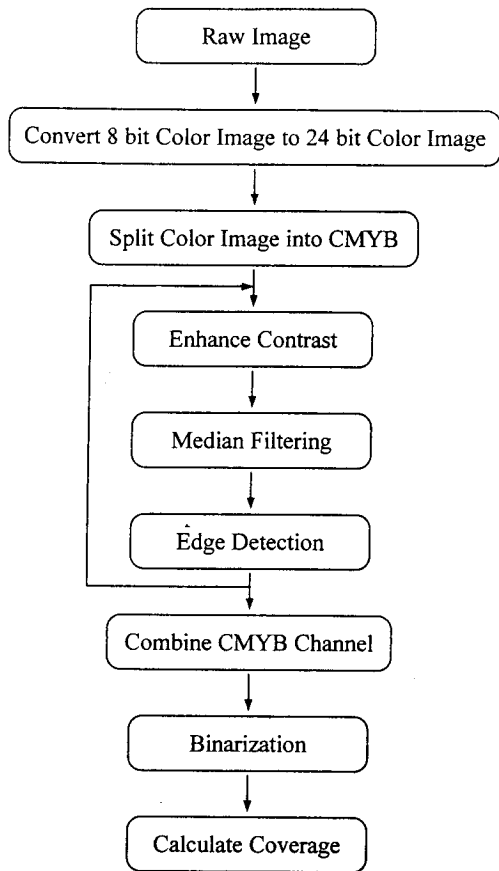 Raw Image
Convert 8 bit Color Image to 24 bit Color Image
Split Color Image into CMYB
Enhance Contrast
Median Filtering
Edge Detection
Combine CMYB Channel
Binarization
Calculate Coverage